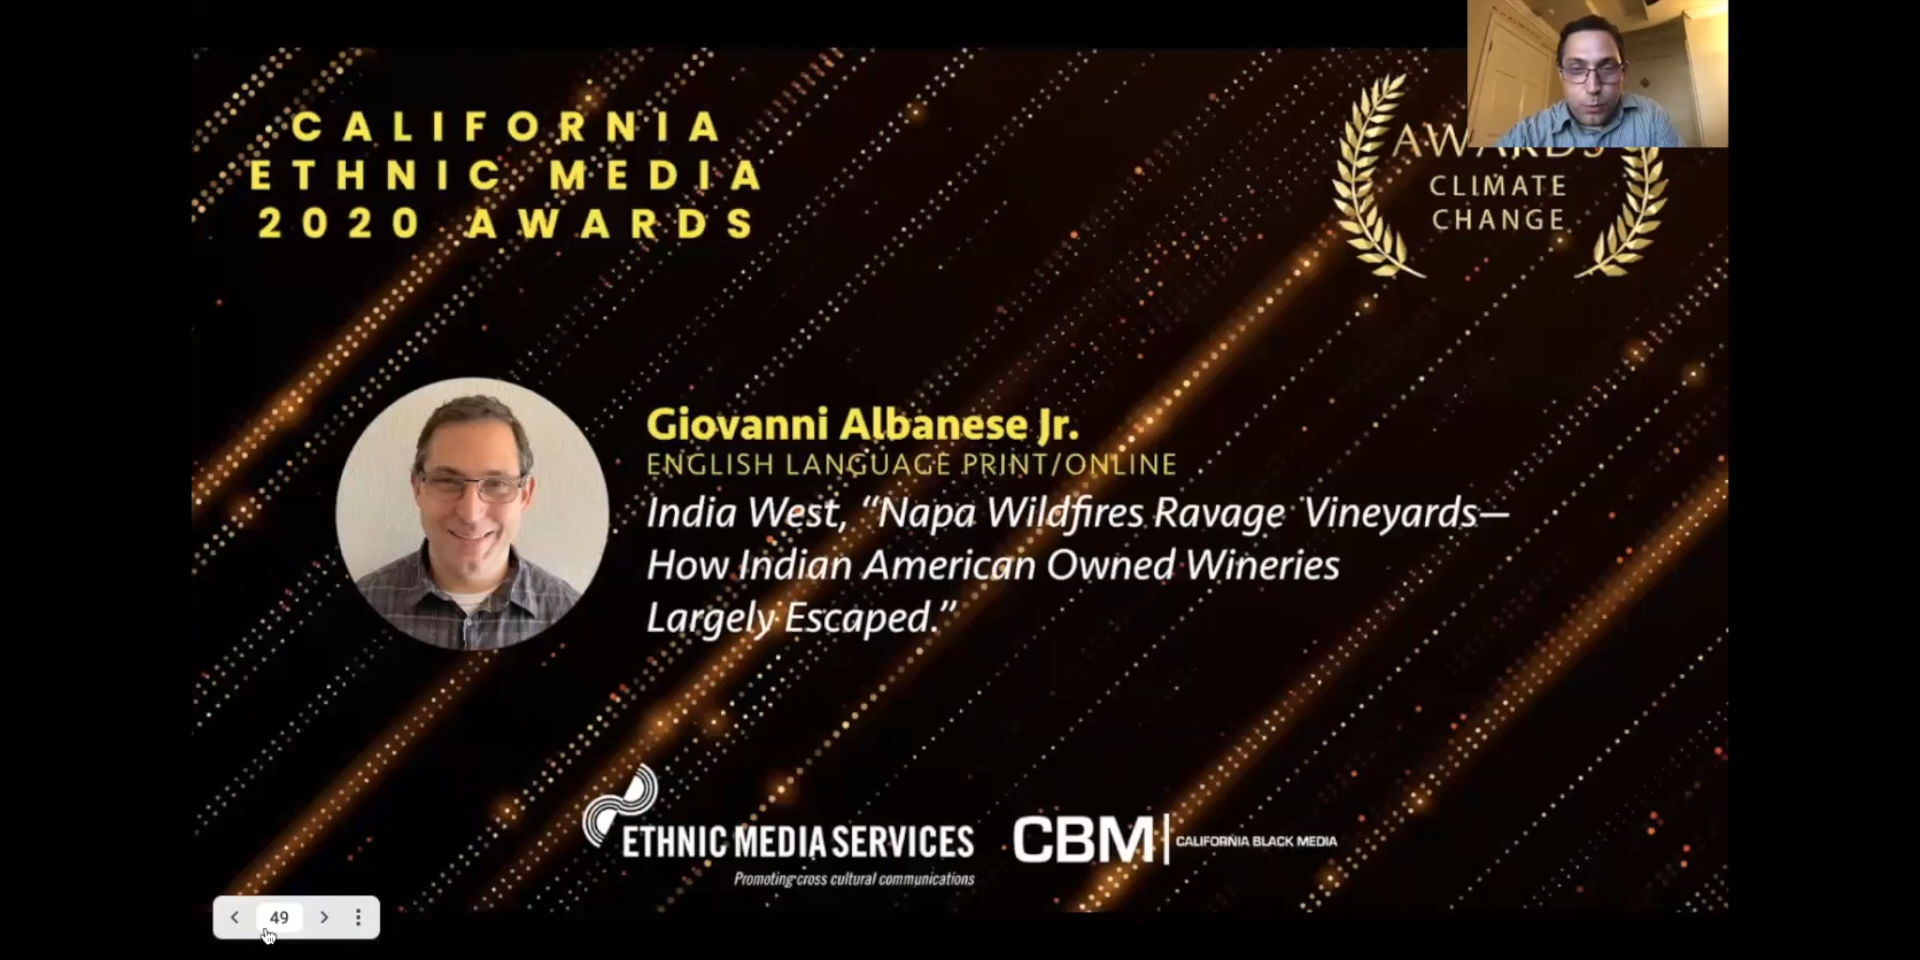 CALIFORNIA
ETHNIC MEDIA
2020 AWARDS
AWARDS
CLIMATE
CHANGE
Giovanni Albanese Jr.
ENGLISH LANGUAGE PRINT/ONLINE
India West, “Napa Wildfires Ravage Vineyards—
How Indian American Owned Wineries
Largely Escaped.”
ETHNIC MEDIA SERVICES
Promoting cross cultural communications
CBM | CALIFORNIA BLACK MEDIA
49